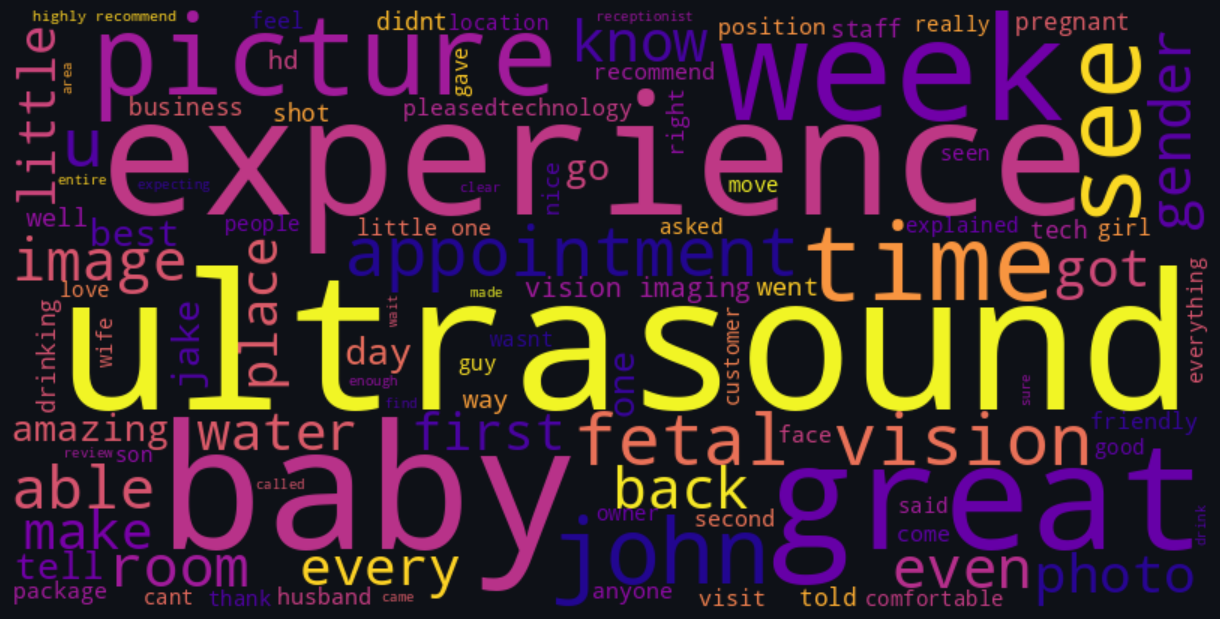 highly recommend
feel
didnt
location
receptionist
position
staff
really
pregnant
little
picture
hd
gave
know
week
see
gender
area
recommend
business
shot
pleased
technology
right
u
experience
go
move
seen
entire
expecting
clear
nice
well
best
people
little one
asked
explained
tech
girl
image
place
appointment
time
got
love
made
vision imaging
went
everything
drinking
wife
jake
ultrasound
wait
day
wasnt
guy
one
customer
enough
find
way
sure
amazing
water
first
fetal vision
face
friendly
good
review
son
able
baby
called
back
great
said
make
owner
second
come
drink
john
tell
room
every
even
photo
package
cant
thank
husband
came
anyone
visit
told
comfortable